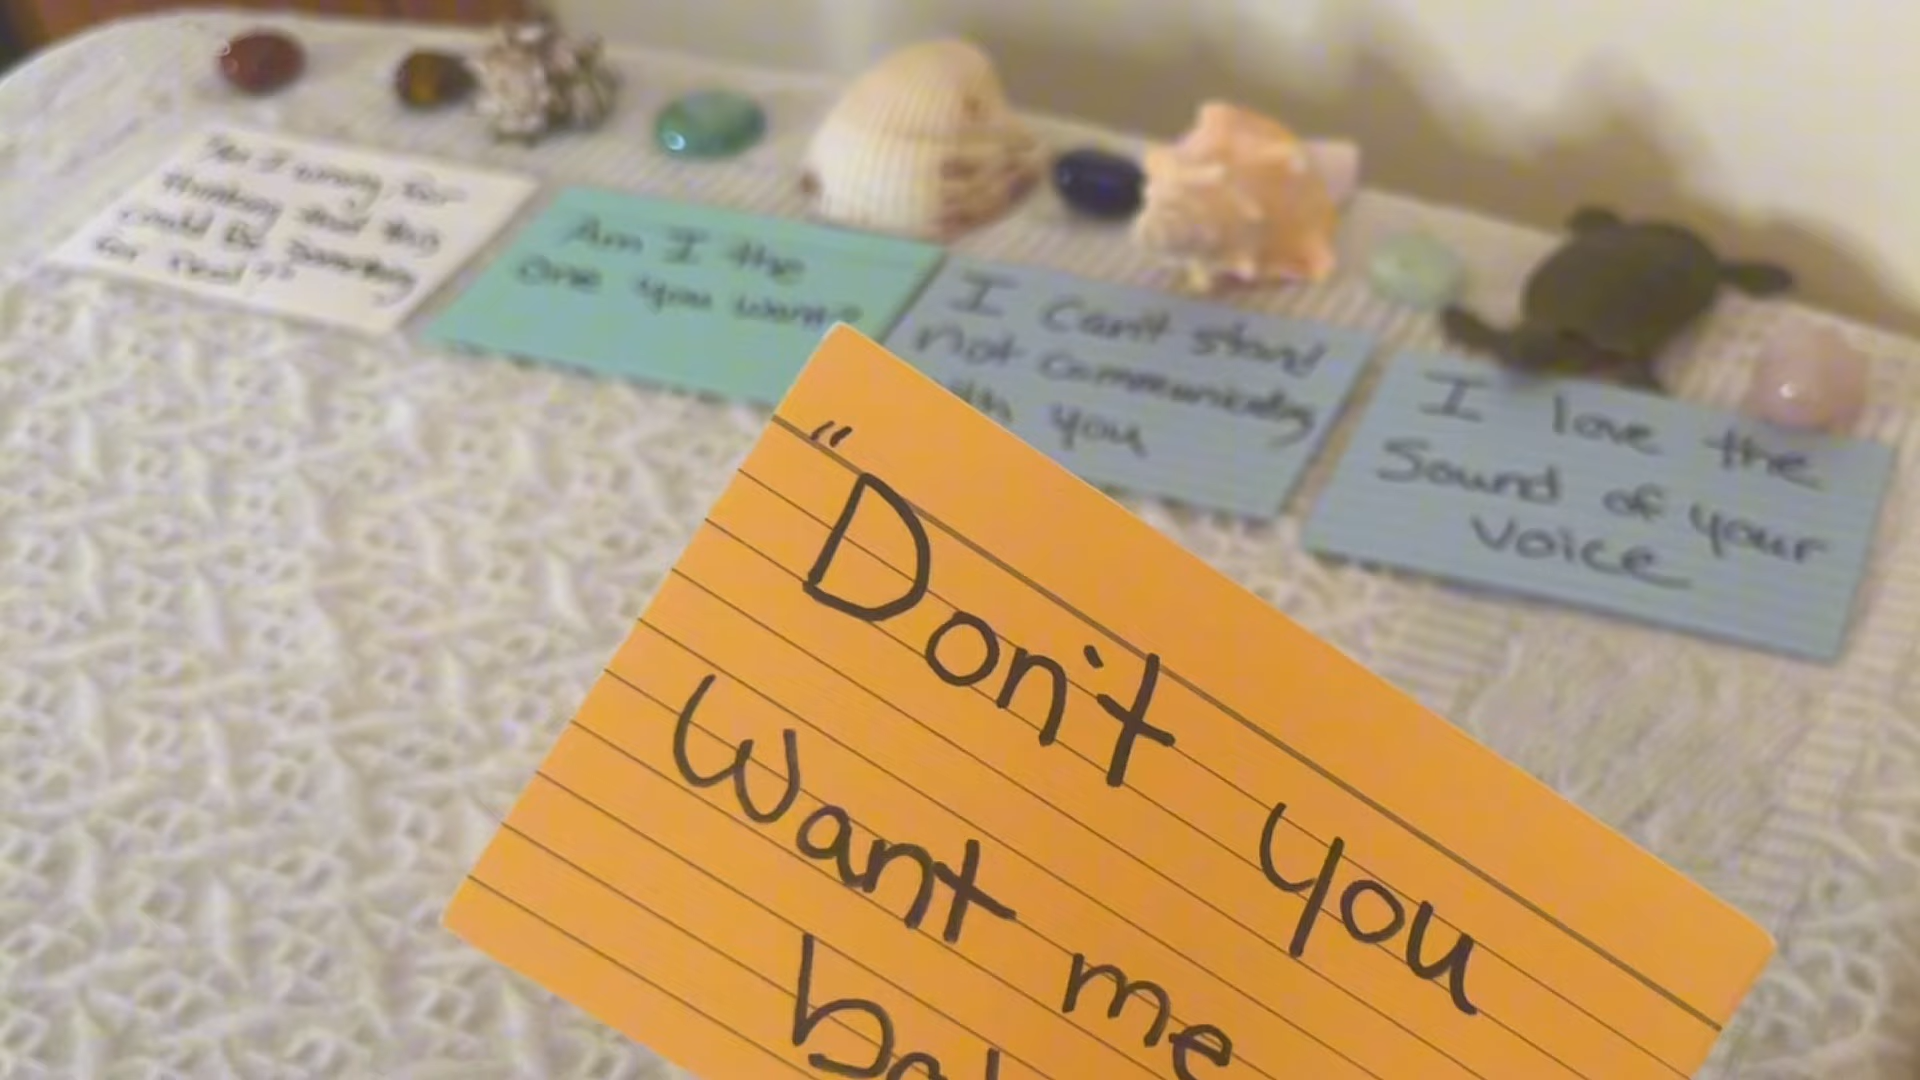 "Am I wrong for
thinking that this
could be something
for real?"
Am I the
one you want?
I can't stand
not communicating
th you
I love the
Sound of your
Voice
"Don't you
Want me